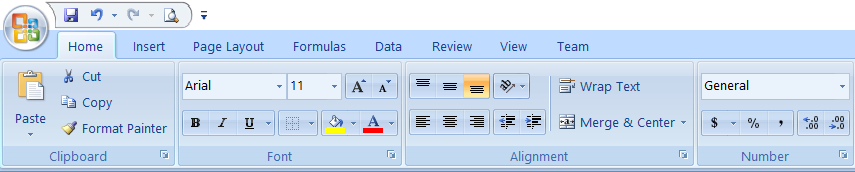 Home Insert Page Layout Formulas Data Review View Team
Cut
Arial 11 A A
Wrap Text
General
Copy
Paste
Format Painter
B I U A
Merge & Center
$ % , .0 .00 .00 .0
Clipboard Font Alignment Number